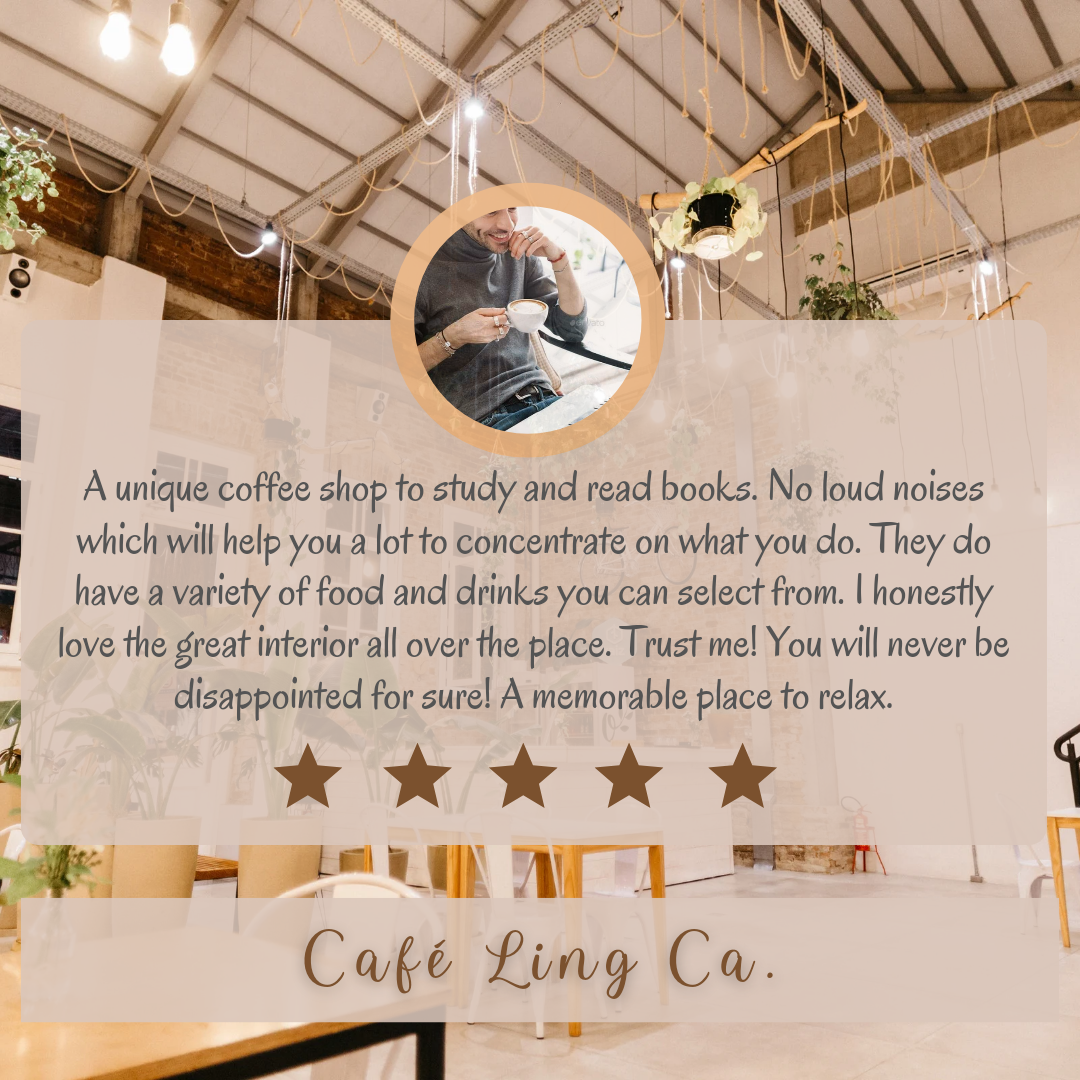 A unique coffee shop to study and read books. No loud noises
which will help you a lot to concentrate on what you do. They do
have a variety of food and drinks you can select from. I honestly
love the great interior all over the place. Trust me! You will never be
disappointed for sure! A memorable place to relax.
Café Ling Ca.